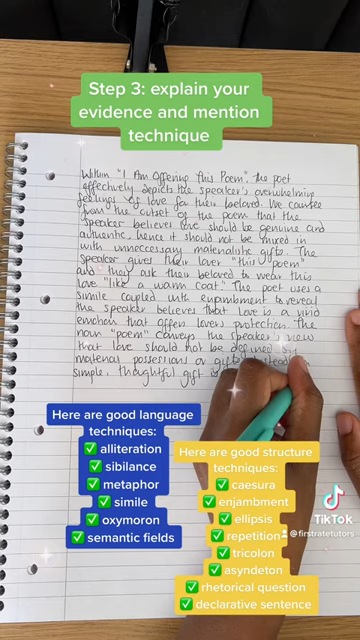 Step 3: explain your
evidence and mention
technique
Within "I Am Offering This Poem", the poet
effectively depicts the speaker's overwhelming
feelings of love for their beloved. We can see
from the outset of the poem that the
speaker believes love should be genuine and
authentic, hence it should not be mixed in
with unneccessary materialistic gifts. The
speaker gives their lover "this poem"
and they ask their beloved to wear this
love "like a warm coat". The poet uses a
simile coupled with enjambment to reveal
the speaker believes that love is a vivid
emotion that offers lovers protection. The
noun "poem" conveys the speaker's view
that love should not be defined by
material possessions or gifts
simple, thoughtful gift is
Here are good language
techniques:
✅ alliteration
✅ sibilance
✅ metaphor
✅ simile
✅ oxymoron
✅ semantic fields
Here are good structure
techniques:
✅ caesura
✅ enjambment
✅ ellipsis
✅ repetition
✅ tricolon
✅ asyndeton
✅ rhetorical question
✅ declarative sentence
TikTok
@firstratetutors